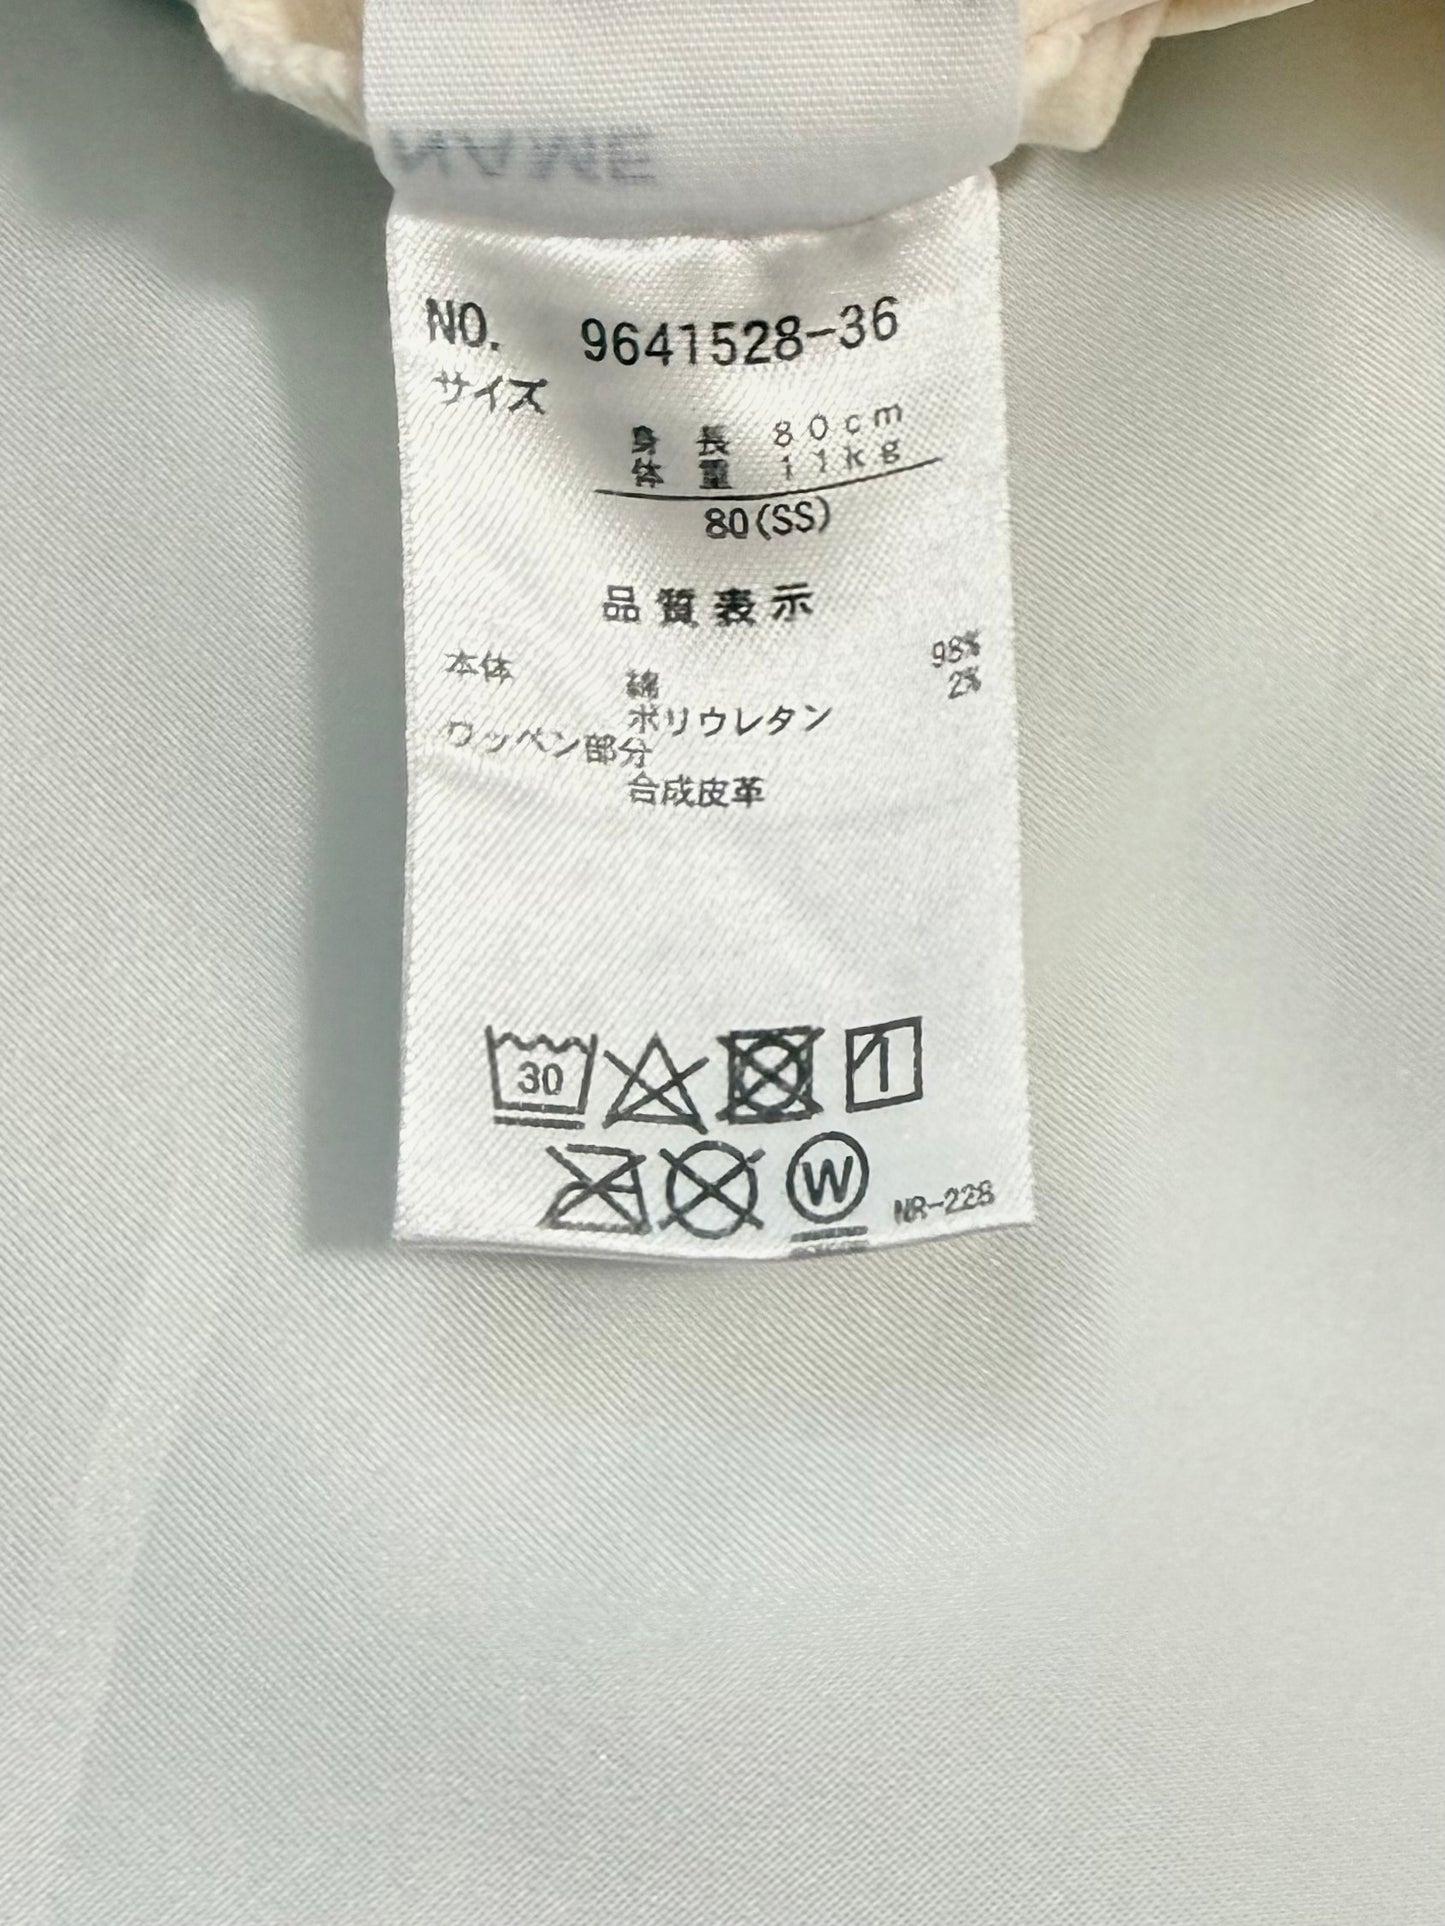 NAME
NO. 9641528-36
サイズ
身長 80cm
体重 11kg
80(SS)
品質表示
本体 綿 98%
ポリウレタン 2%
ワッペン部分
合成皮革
30
W
NR-228